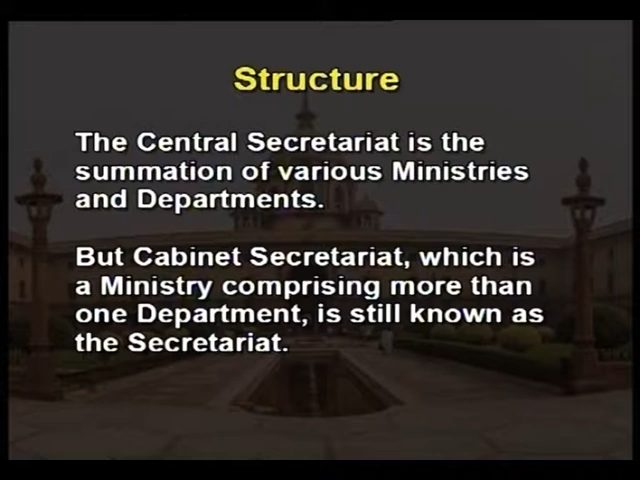 Structure
The Central Secretariat is the
summation of various Ministries
and Departments.
But Cabinet Secretariat, which is
a Ministry comprising more than
one Department, is still known as
the Secretariat.